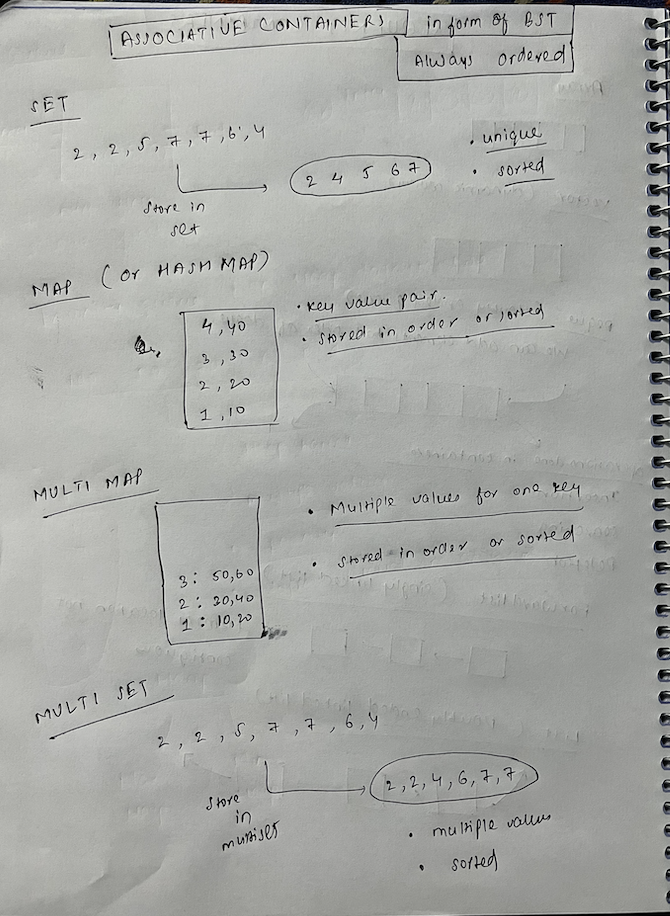 ASSOCIATIVE CONTAINERS
in form of BST
Always ordered
SET
2, 2, 5, 7, 7, 6, 4
Store in
set
2 4 5 6 7
• unique
• sorted
MAP (or HASH MAP)
4,40
3,30
2,20
1,10
• key value pair.
• stored in order or sorted
MULTI MAP
3: 50,60
2: 30,40
1: 10,20
• Multiple values for one key
• stored in order or sorted
MULTI SET
2, 2, 5, 7, 7, 6, 4
Store
in
multiset
2,2,4,6,7,7
• multiple values
• sorted